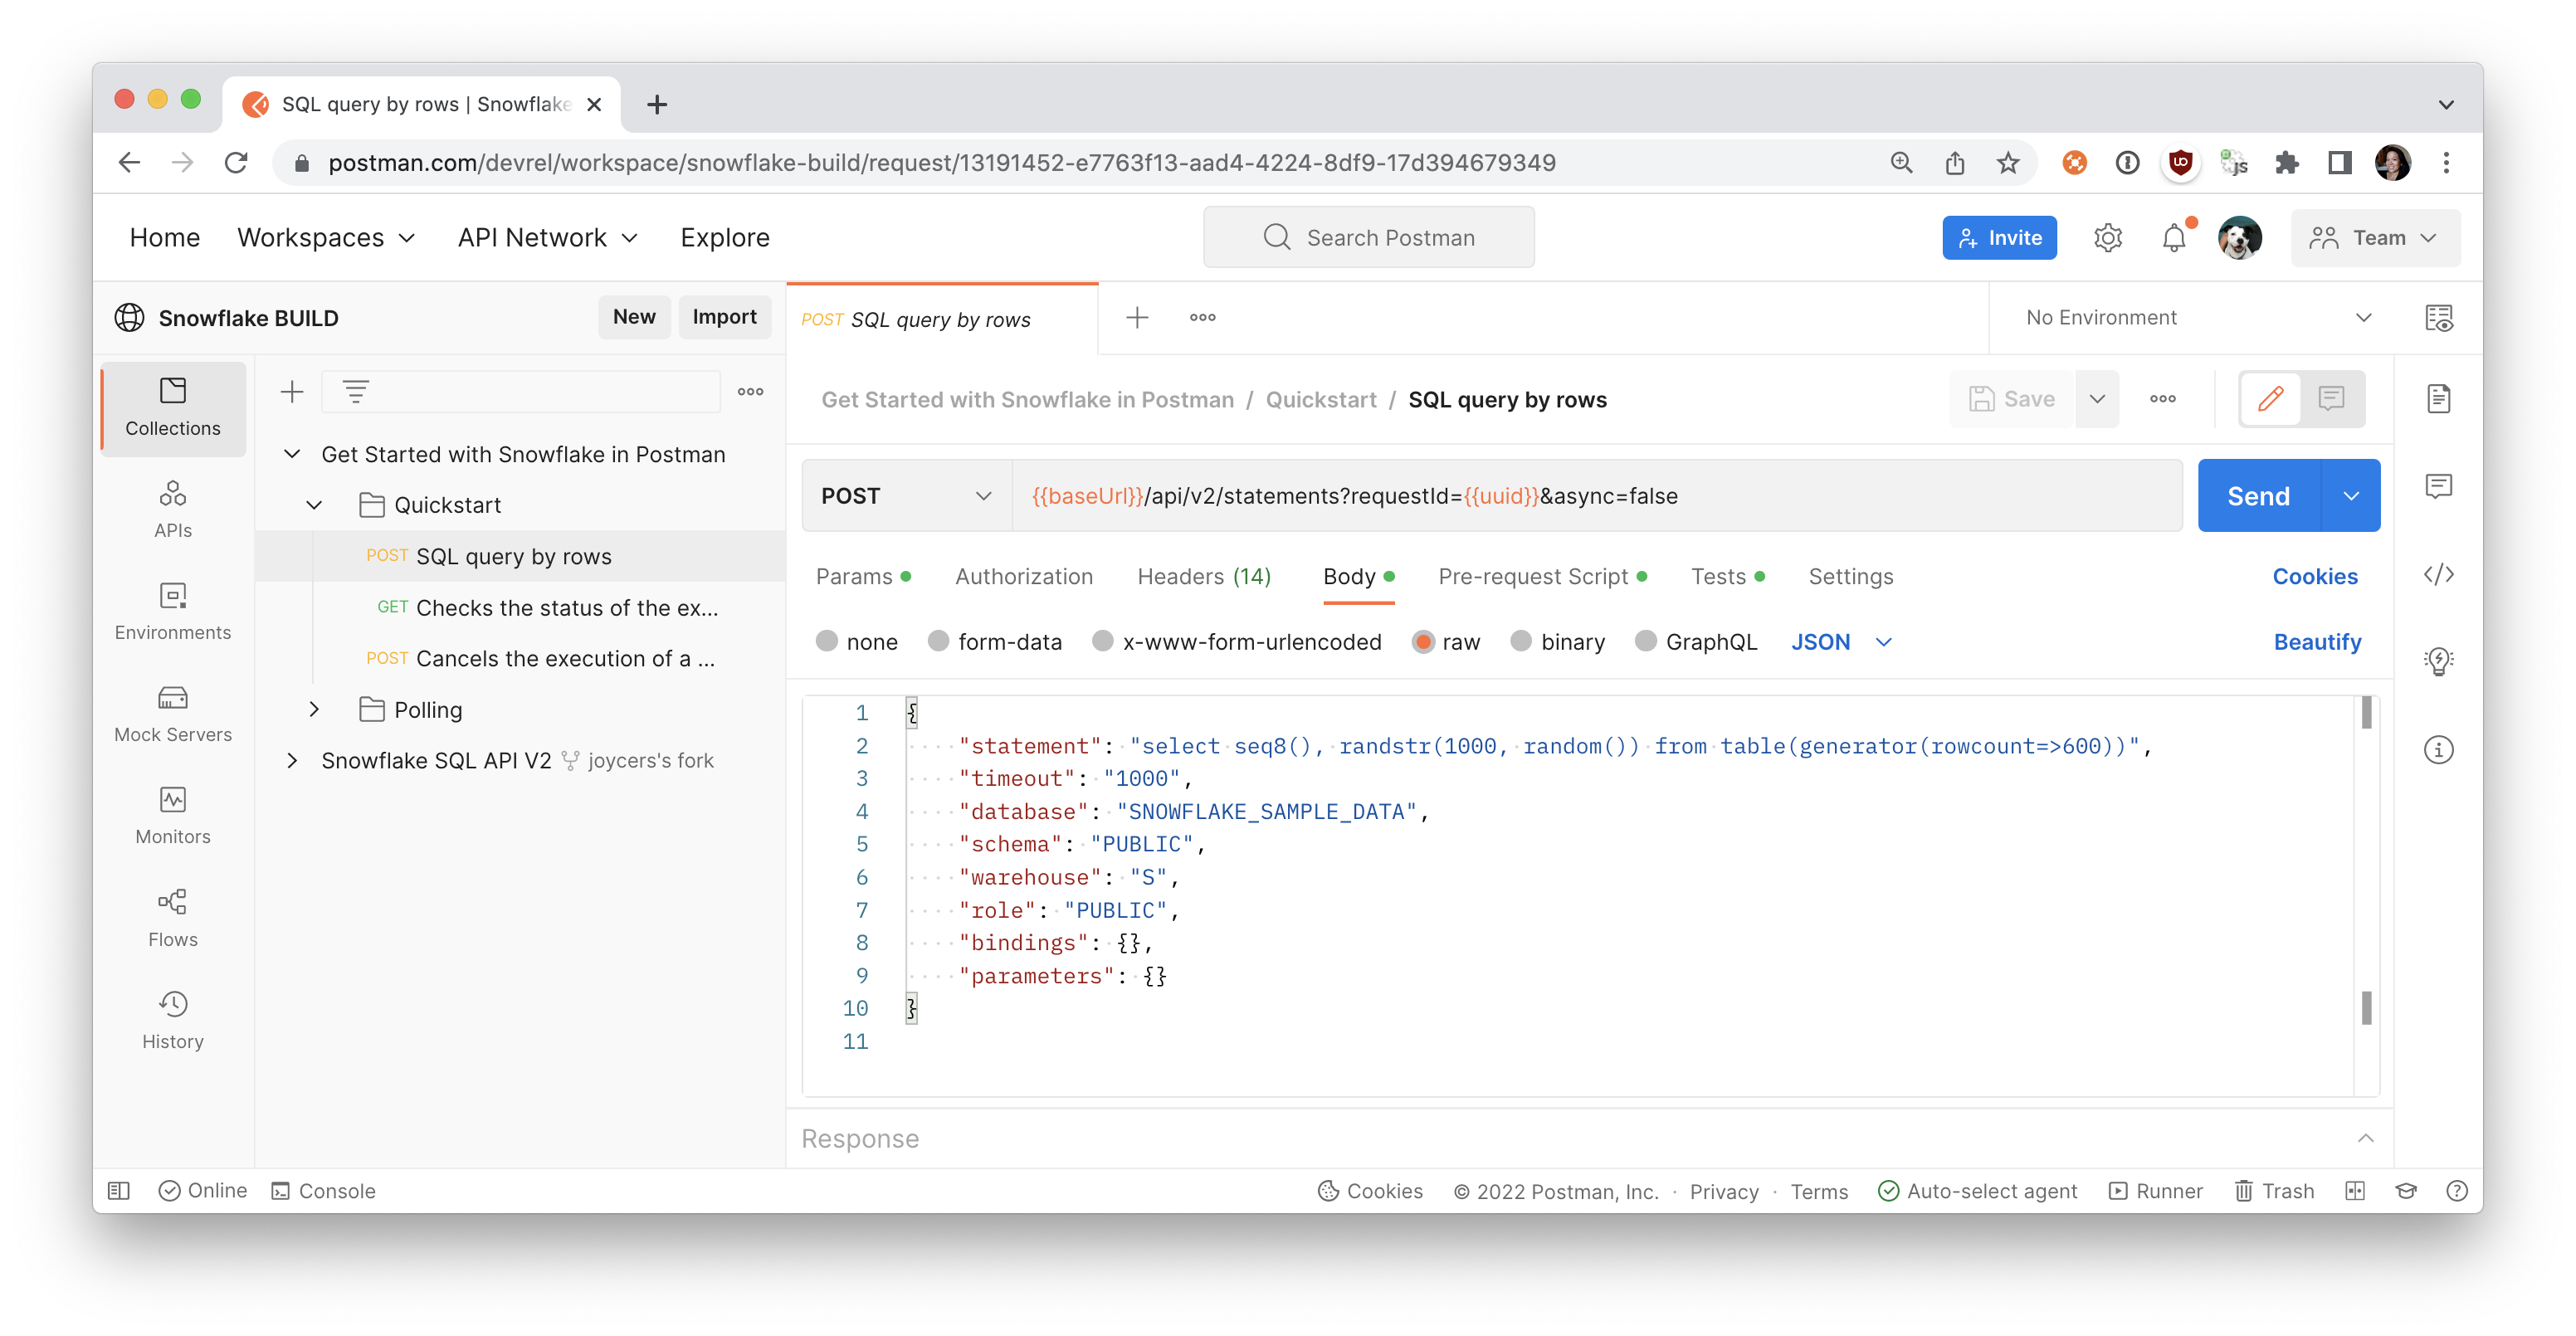 SQL query by rows | Snowflake
postman.com/devrel/workspace/snowflake-build/request/13191452-e7763f13-aad4-4224-8df9-17d394679349
Home Workspaces API Network Explore
Search Postman
Invite
Team
Snowflake BUILD
New
Import
POST SQL query by rows
No Environment
Collections
APIs
Environments
Mock Servers
Monitors
Flows
History
Get Started with Snowflake in Postman
Quickstart
POST SQL query by rows
GET Checks the status of the ex...
POST Cancels the execution of a ...
Polling
Snowflake SQL API V2 joycers's fork
Get Started with Snowflake in Postman / Quickstart / SQL query by rows
Save
POST
{{baseUrl}}/api/v2/statements?requestId={{uuid}}&async=false
Send
Params Authorization Headers (14) Body Pre-request Script Tests Settings Cookies
none form-data x-www-form-urlencoded raw binary GraphQL JSON Beautify
1 {
2 "statement": "select seq8(), randstr(1000, random()) from table(generator(rowcount=>600))",
3 "timeout": "1000",
4 "database": "SNOWFLAKE_SAMPLE_DATA",
5 "schema": "PUBLIC",
6 "warehouse": "S",
7 "role": "PUBLIC",
8 "bindings": {},
9 "parameters": {}
10 }
11
Response
Online Console Cookies © 2022 Postman, Inc. · Privacy · Terms Auto-select agent Runner Trash